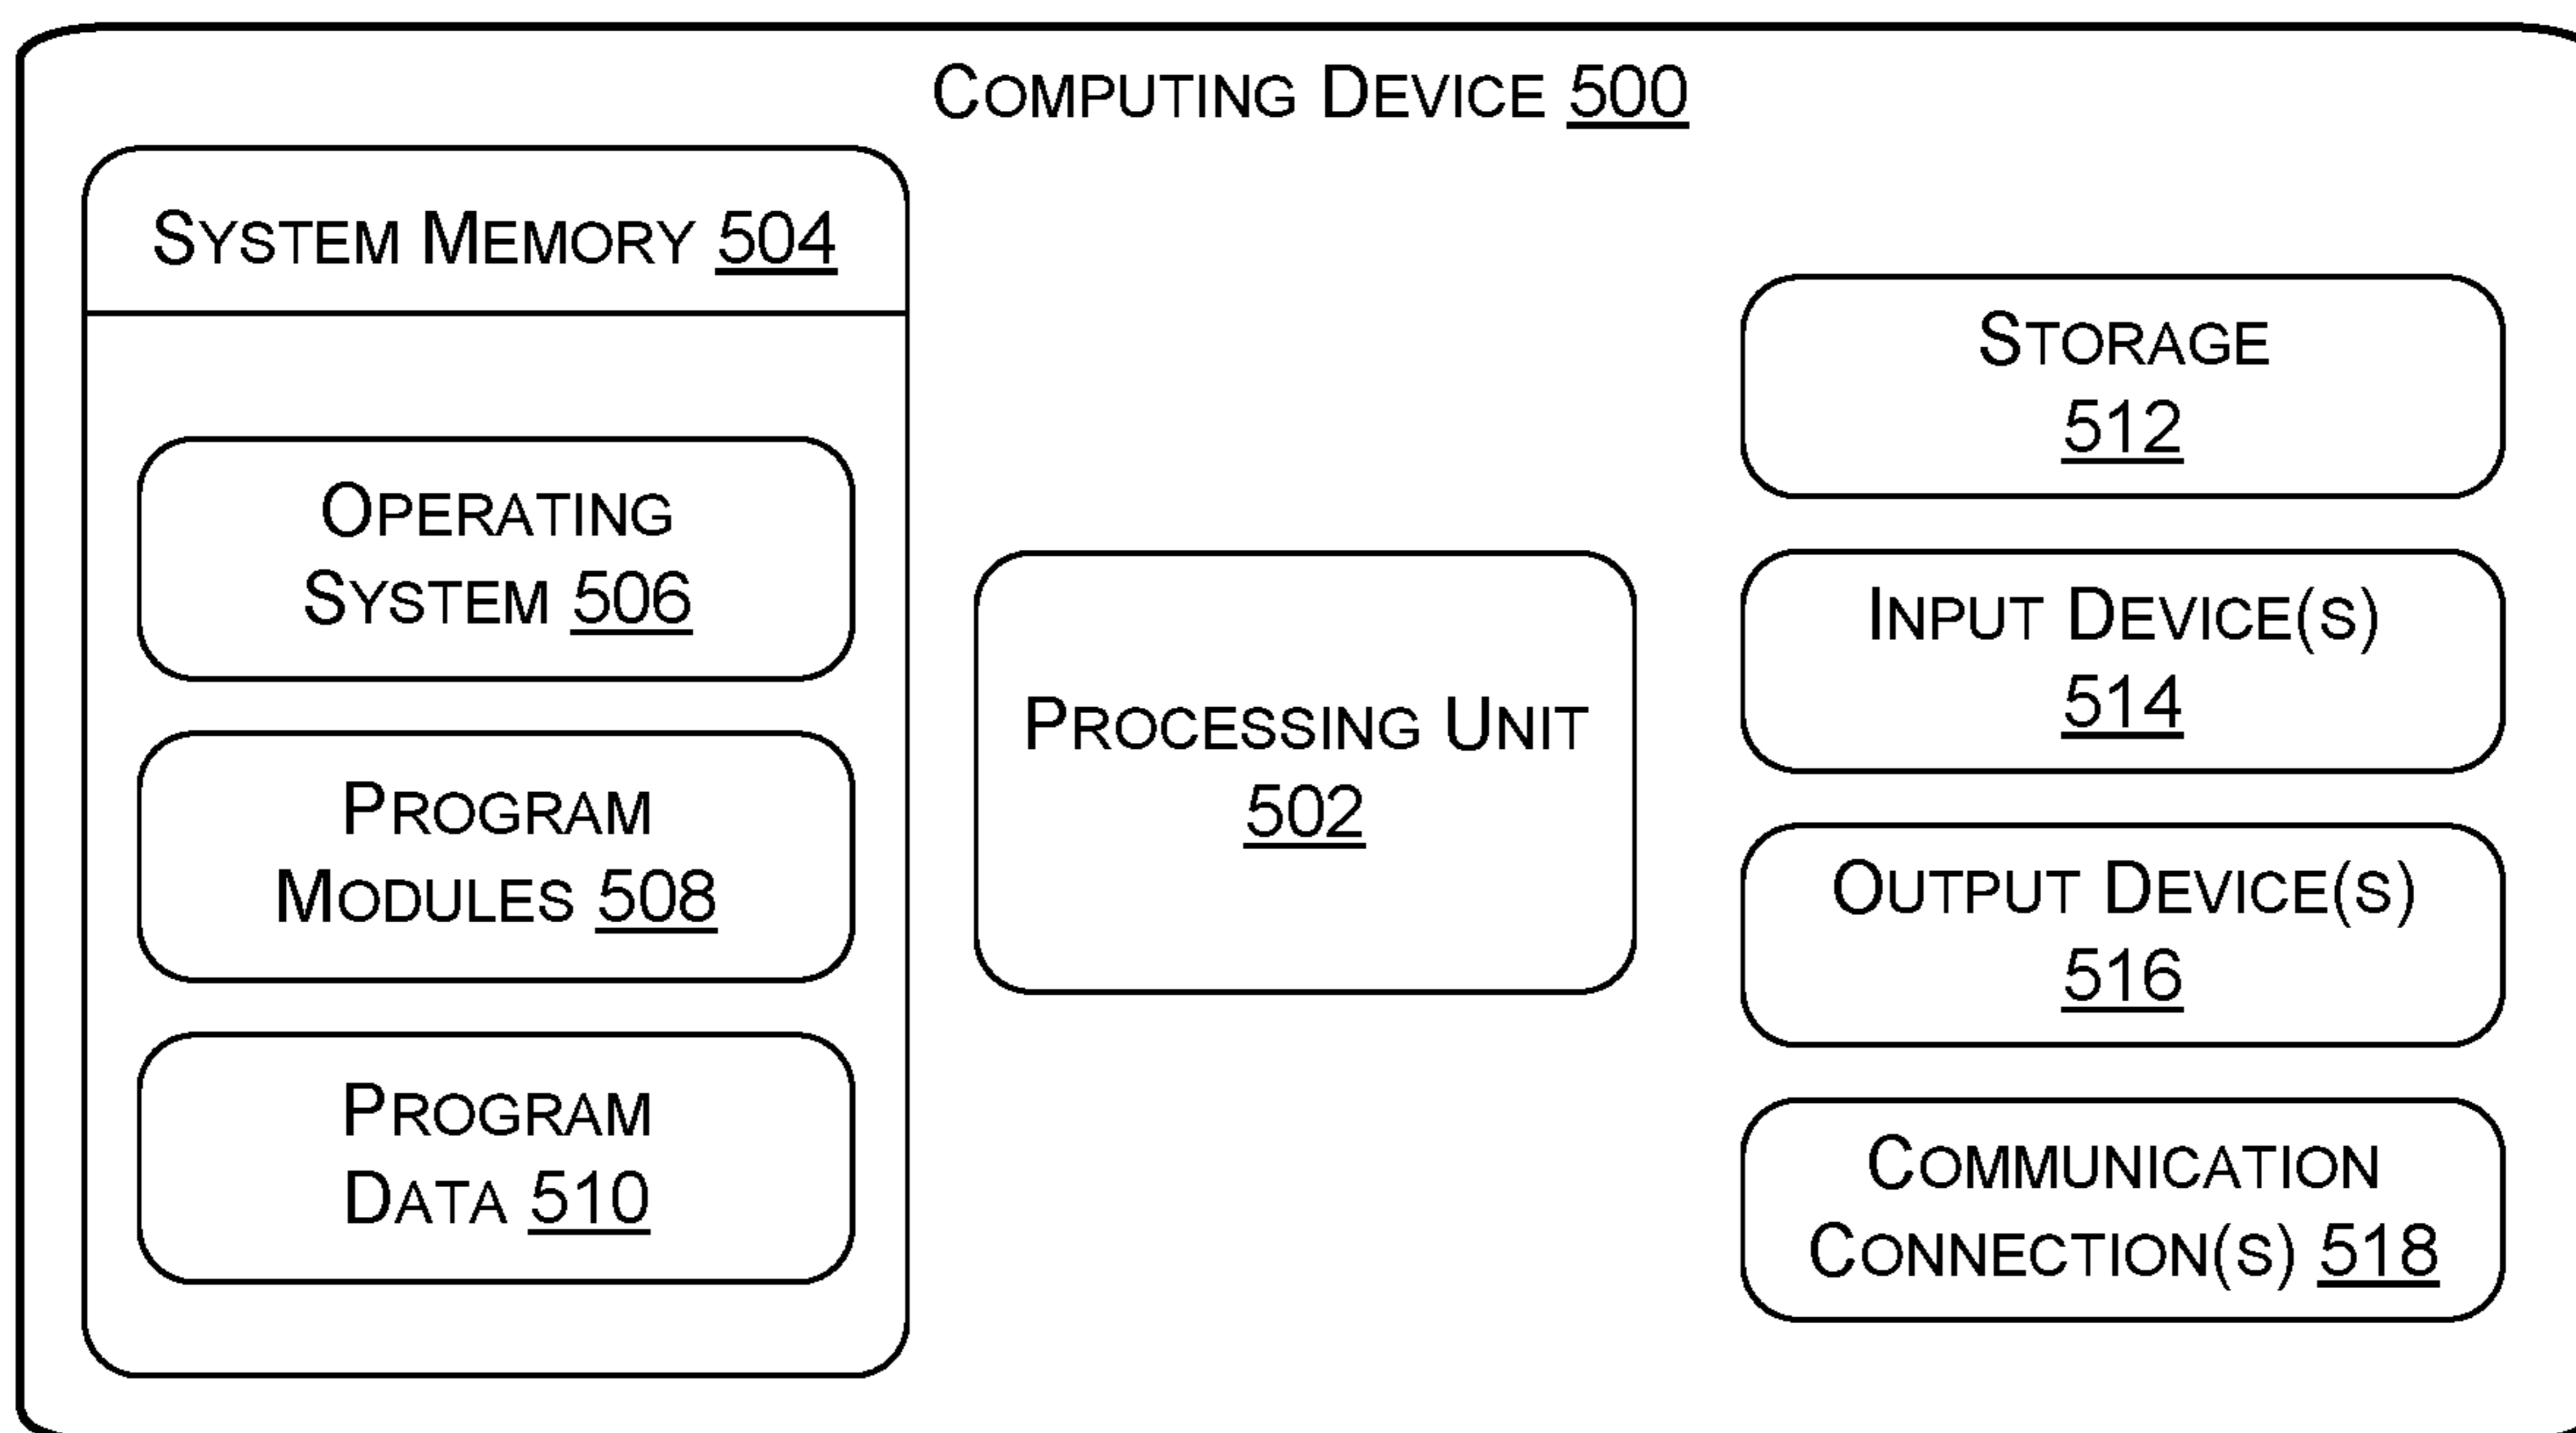 COMPUTING DEVICE 500
SYSTEM MEMORY 504
OPERATING
SYSTEM 506
PROGRAM
MODULES 508
PROGRAM
DATA 510
PROCESSING UNIT
502
STORAGE
512
INPUT DEVICE(S)
514
OUTPUT DEVICE(S)
516
COMMUNICATION
CONNECTION(S) 518